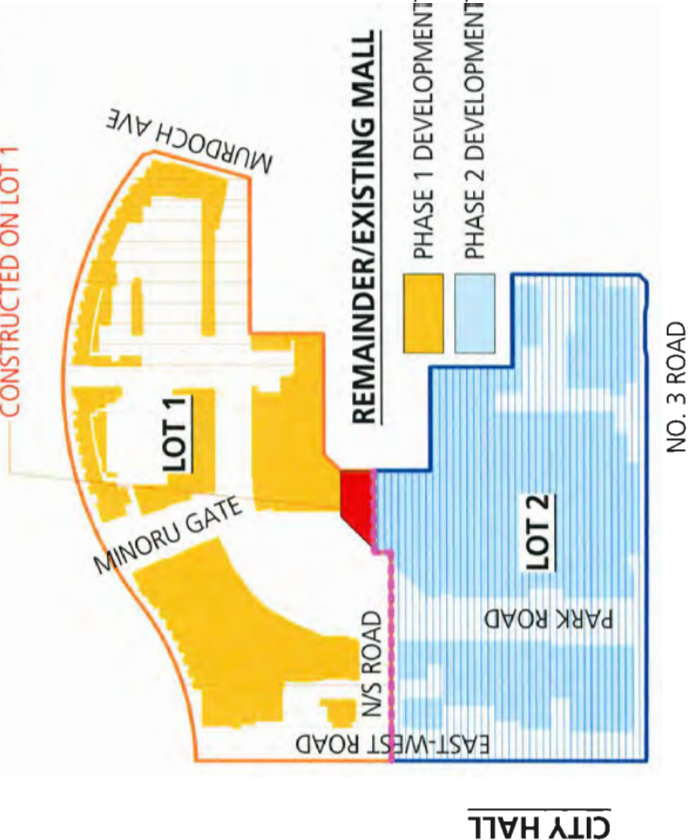 CONSTRUCTED ON LOT 1
MURDOCH AVE
REMAINDER/EXISTING MALL
PHASE 1 DEVELOPMENT
PHASE 2 DEVELOPMENT
LOT 1
MINORU GATE
NO. 3 ROAD
LOT 2
N/S ROAD
PARK ROAD
EAST-WEST ROAD
CITY HALL